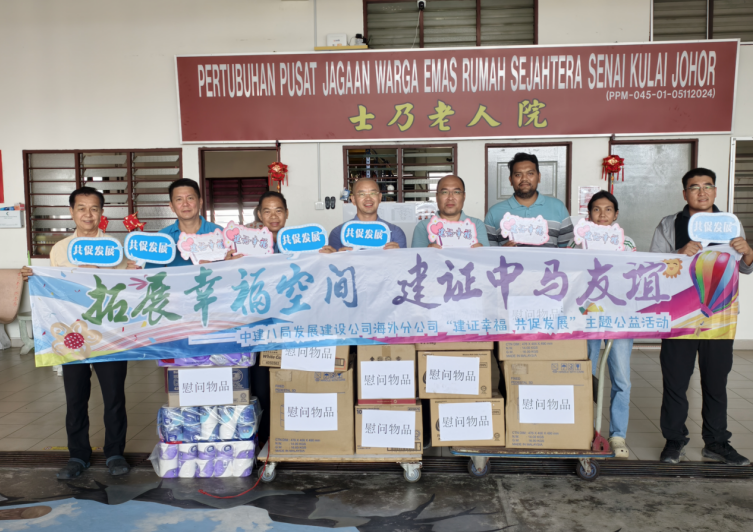 PERTUBUHAN PUSAT JAGAAN WARGA EMAS RUMAH SEJAHTERA SENAI KULAI JOHOR
(PPM-045-01-05112024)
士乃老人院
共促发展
共促发展
共促发展
共促发展
共促发展
拓展幸福空间 建证中马友谊
中建八局发展建设公司海外分公司“建证幸福 共促发展”主题公益活动
慰问物品
慰问物品
慰问物品
慰问物品
慰问物品
慰问物品
慰问物品